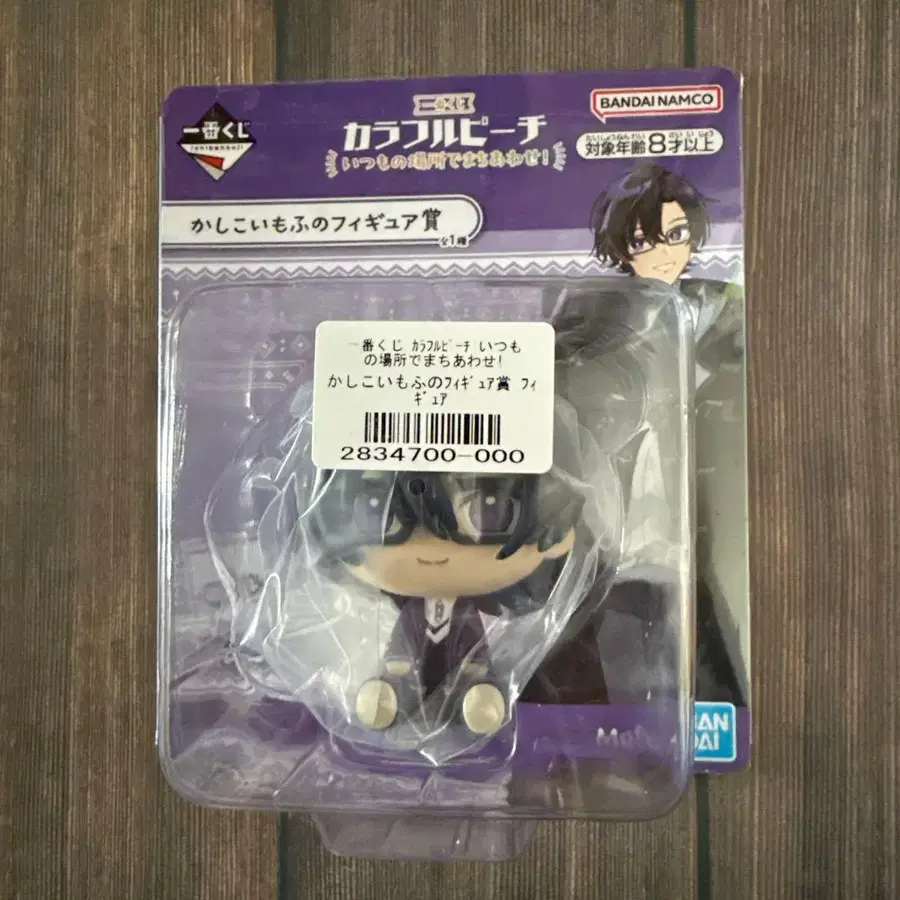 一番くじ
ichibankuji
一番くじ
カラフルピーチ
いつもの場所でまちあわせ!
BANDAI NAMCO
たいしょうねんれい さい いじょう
対象年齢8才以上
かしこいもふのフィギュア賞
全1種
一番くじ ｶﾗﾌﾙﾋﾟｰﾁ いつも
の場所でまちあわせ!
かしこいもふのﾌｨｷﾞｭｱ賞 ﾌｨ
ｷﾞｭｱ
2834700-000